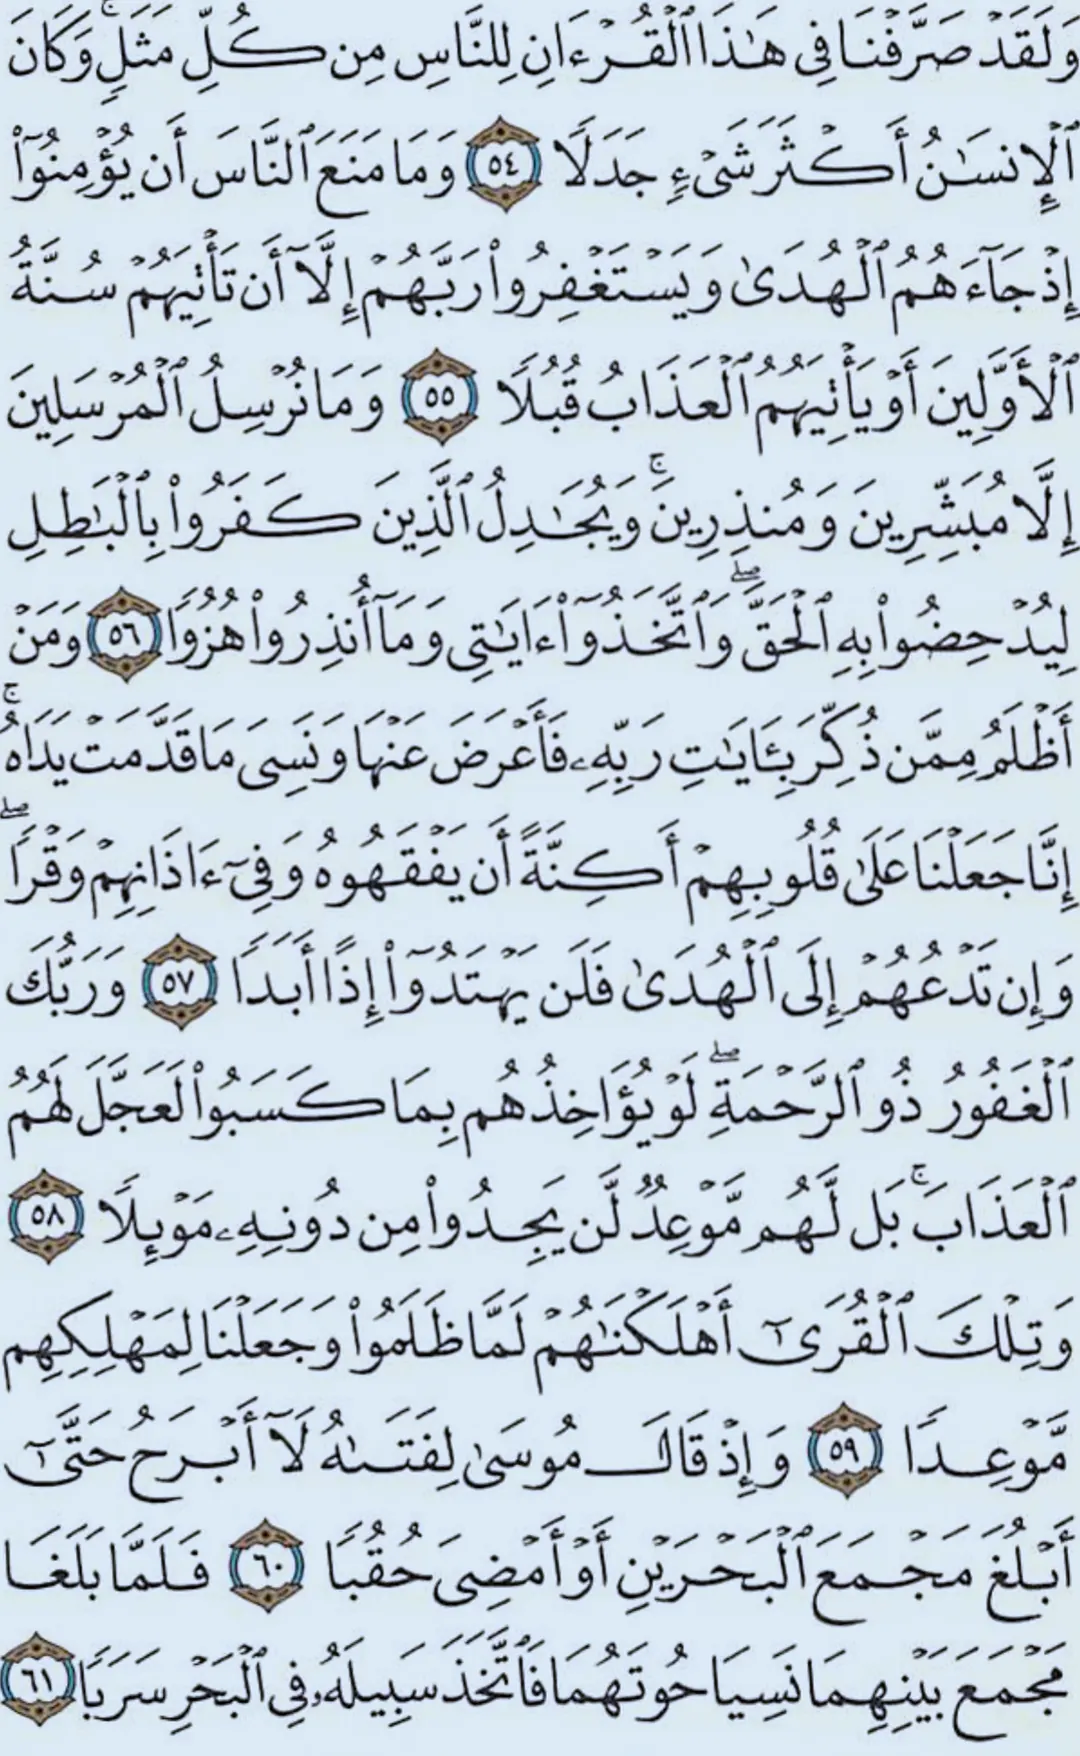 وَلَقَدۡ صَرَّفۡنَا فِي هَٰذَا ٱلۡقُرۡءَانِ لِلنَّاسِ مِن كُلِّ مَثَلٖۚ وَكَانَ
ٱلۡإِنسَٰنُ أَكۡثَرَ شَيۡءٖ جَدَلٗا ٥٤ وَمَا مَنَعَ ٱلنَّاسَ أَن يُؤۡمِنُوٓاْ
إِذۡ جَآءَهُمُ ٱلۡهُدَىٰ وَيَسۡتَغۡفِرُواْ رَبَّهُمۡ إِلَّآ أَن تَأۡتِيَهُمۡ سُنَّةُ
ٱلۡأَوَّلِينَ أَوۡ يَأۡتِيَهُمُ ٱلۡعَذَابُ قُبُلٗا ٥٥ وَمَا نُرۡسِلُ ٱلۡمُرۡسَلِينَ
إِلَّا مُبَشِّرِينَ وَمُنذِرِينَۚ وَيُجَٰدِلُ ٱلَّذِينَ كَفَرُواْ بِٱلۡبَٰطِلِ
لِيُدۡحِضُواْ بِهِ ٱلۡحَقَّۖ وَٱتَّخَذُوٓاْ ءَايَٰتِي وَمَآ أُنذِرُواْ هُزُوٗا ٥٦ وَمَنۡ
أَظۡلَمُ مِمَّن ذُكِّرَ بِـَٔايَٰتِ رَبِّهِۦ فَأَعۡرَضَ عَنۡهَا وَنَسِيَ مَا قَدَّمَتۡ يَدَاهُۚ
إِنَّا جَعَلۡنَا عَلَىٰ قُلُوبِهِمۡ أَكِنَّةً أَن يَفۡقَهُوهُ وَفِيٓ ءَاذَانِهِمۡ وَقۡرٗاۖ
وَإِن تَدۡعُهُمۡ إِلَى ٱلۡهُدَىٰ فَلَن يَهۡتَدُوٓاْ إِذًا أَبَدٗا ٥٧ وَرَبُّكَ
ٱلۡغَفُورُ ذُو ٱلرَّحۡمَةِۖ لَوۡ يُؤَاخِذُهُم بِمَا كَسَبُواْ لَعَجَّلَ لَهُمُ
ٱلۡعَذَابَۚ بَل لَّهُم مَّوۡعِدٞ لَّن يَجِدُواْ مِن دُونِهِۦ مَوۡئِلٗا ٥٨
وَتِلۡكَ ٱلۡقُرَىٰٓ أَهۡلَكۡنَٰهُمۡ لَمَّا ظَلَمُواْ وَجَعَلۡنَا لِمَهۡلِكِهِم
مَّوۡعِدٗا ٥٩ وَإِذۡ قَالَ مُوسَىٰ لِفَتَىٰهُ لَآ أَبۡرَحُ حَتَّىٰٓ
أَبۡلُغَ مَجۡمَعَ ٱلۡبَحۡرَيۡنِ أَوۡ أَمۡضِيَ حُقُبٗا ٦٠ فَلَمَّا بَلَغَا
مَجۡمَعَ بَيۡنِهِمَا نَسِيَا حُوتَهُمَا فَٱتَّخَذَ سَبِيلَهُۥ فِي ٱلۡبَحۡرِ سَرَبٗا ٦١